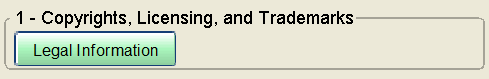 1 - Copyrights, Licensing, and Trademarks
Legal Information